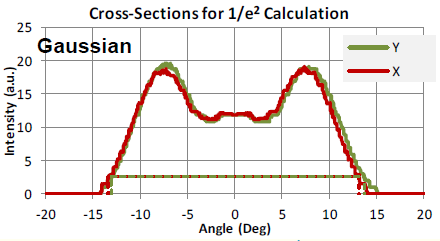 Cross-Sections for 1/e² Calculation
Gaussian
25
20
15
10
5
0
Intensity (a.u.)
Y
X
-20 -15 -10 -5 0 5 10 15 20
Angle (Deg)